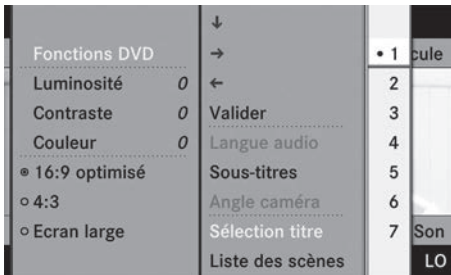 ↓
Fonctions DVD
Luminosité 0
Contraste 0
Couleur 0
16:9 optimisé
4:3
Ecran large
→
←
Valider
Langue audio
Sous-titres
Angle caméra
Sélection titre
Liste des scènes
• 1
2
3
4
5
6
7
cule
Son
LO